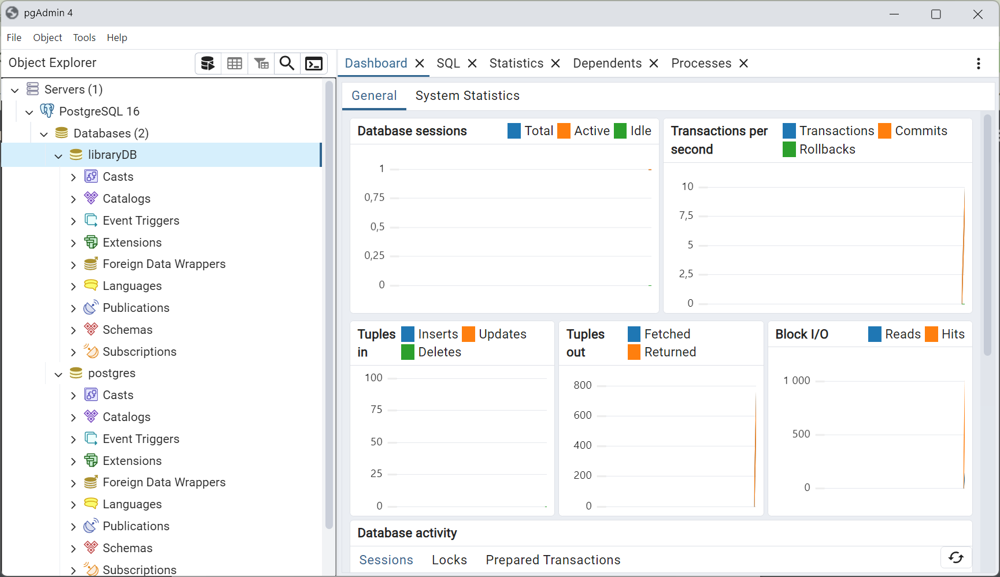 pgAdmin 4
File Object Tools Help
Object Explorer
Dashboard SQL Statistics Dependents Processes
General System Statistics
Servers (1)
PostgreSQL 16
Databases (2)
libraryDB
Casts
Catalogs
Event Triggers
Extensions
Foreign Data Wrappers
Languages
Publications
Schemas
Subscriptions
postgres
Casts
Catalogs
Event Triggers
Extensions
Foreign Data Wrappers
Languages
Publications
Schemas
Subscriptions
Database sessions Total Active Idle
1
0,75
0,5
0,25
0
Transactions per second
Transactions Commits
Rollbacks
10
7,5
5
2,5
0
Tuples in
Inserts Updates
Deletes
100
75
50
25
0
Tuples out
Fetched
Returned
800
600
400
200
0
Block I/O Reads Hits
1 000
500
0
Database activity
Sessions Locks Prepared Transactions